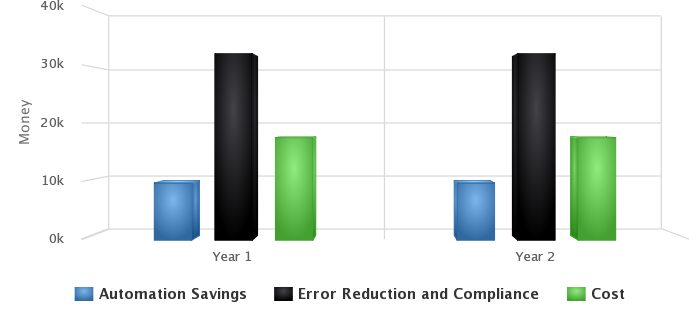 40k
30k
20k
10k
0k
Money
Year 1
Year 2
Automation Savings
Error Reduction and Compliance
Cost